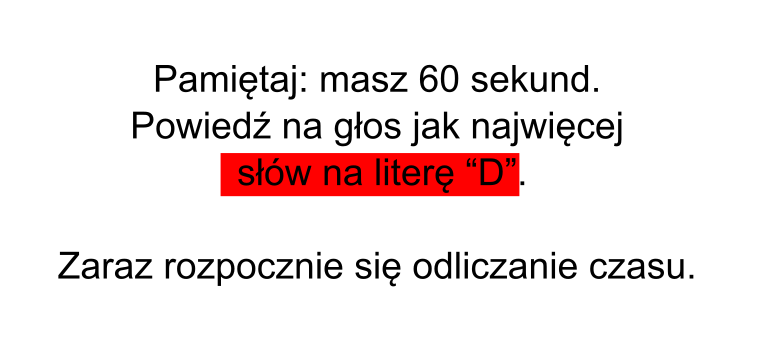 Pamiętaj: masz 60 sekund.
Powiedź na głos jak najwięcej
słów na literę “D”.
Zaraz rozpocznie się odliczanie czasu.